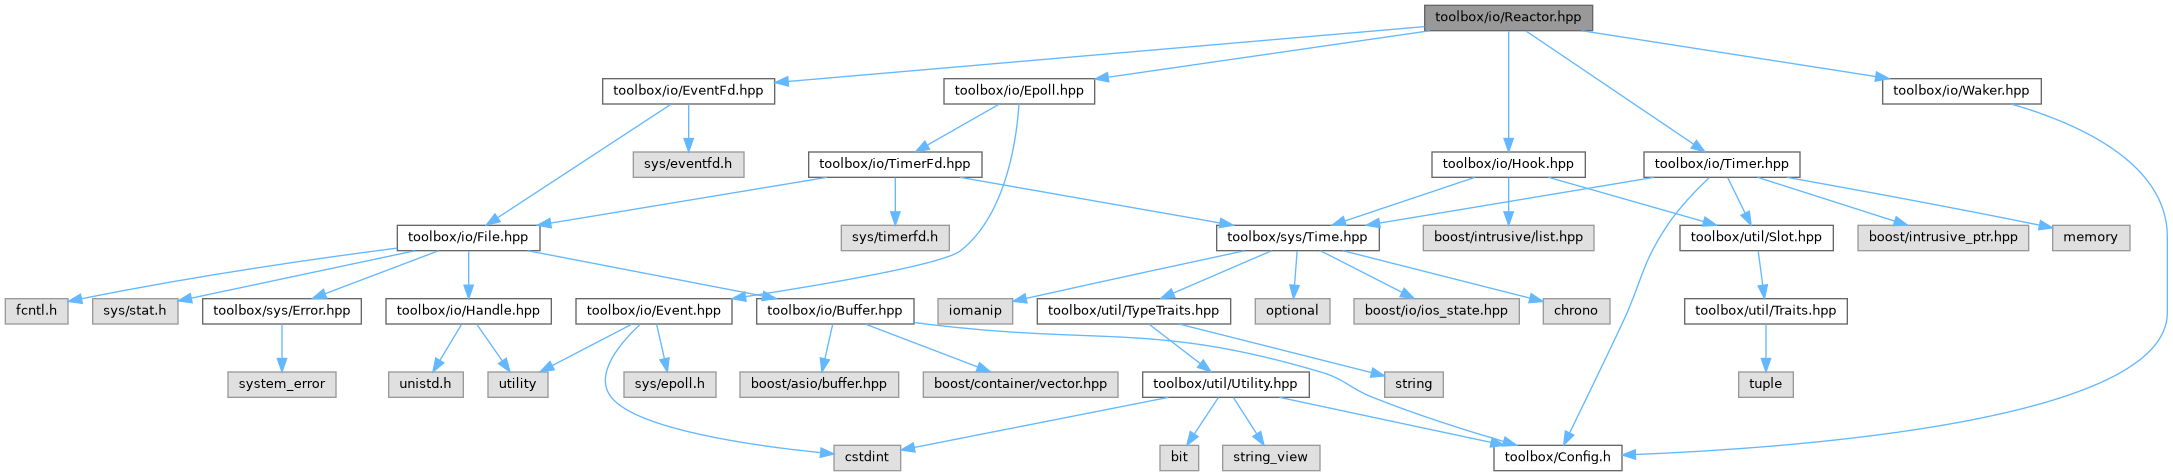 toolbox/io/Reactor.hpp
toolbox/io/EventFd.hpp
toolbox/io/Epoll.hpp
toolbox/io/Waker.hpp
sys/eventfd.h
toolbox/io/TimerFd.hpp
toolbox/io/Hook.hpp
toolbox/io/Timer.hpp
toolbox/io/File.hpp
sys/timerfd.h
toolbox/sys/Time.hpp
boost/intrusive/list.hpp
toolbox/util/Slot.hpp
boost/intrusive_ptr.hpp
memory
fcntl.h
sys/stat.h
toolbox/sys/Error.hpp
toolbox/io/Handle.hpp
toolbox/io/Event.hpp
toolbox/io/Buffer.hpp
iomanip
toolbox/util/TypeTraits.hpp
optional
boost/io/ios_state.hpp
chrono
toolbox/util/Traits.hpp
system_error
unistd.h
utility
sys/epoll.h
boost/asio/buffer.hpp
boost/container/vector.hpp
toolbox/util/Utility.hpp
string
tuple
cstdint
bit
string_view
toolbox/Config.h